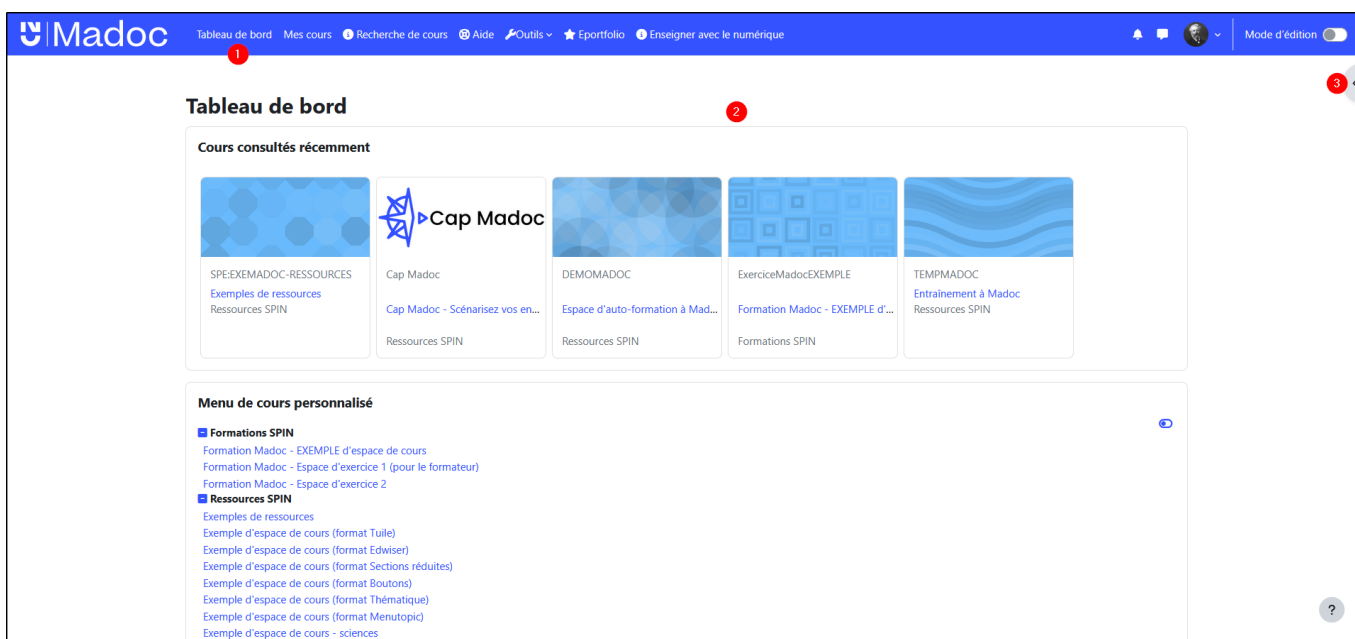 Madoc
Tableau de bord Mes cours Recherche de cours Aide Outils Eportfolio Enseigner avec le numérique Mode d'édition
1
3
Tableau de bord
2
Cours consultés récemment
Cap Madoc
SPE:EXEMADOC-RESSOURCES
Exemples de ressources
Ressources SPIN
Cap Madoc
Cap Madoc - Scénarisez vos en...
Ressources SPIN
DEMOMADOC
Espace d'auto-formation à Mad...
Ressources SPIN
ExerciceMadocEXEMPLE
Formation Madoc - EXEMPLE d'...
Formations SPIN
TEMPMADOC
Entraînement à Madoc
Ressources SPIN
Menu de cours personnalisé
Formations SPIN
Formation Madoc - EXEMPLE d'espace de cours
Formation Madoc - Espace d'exercice 1 (pour le formateur)
Formation Madoc - Espace d'exercice 2
Ressources SPIN
Exemples de ressources
Exemple d'espace de cours (format Tuile)
Exemple d'espace de cours (format Edwiser)
Exemple d'espace de cours (format Sections réduites)
Exemple d'espace de cours (format Boutons)
Exemple d'espace de cours (format Thématique)
Exemple d'espace de cours (format Menutopic)
Exemple d'espace de cours - sciences
?